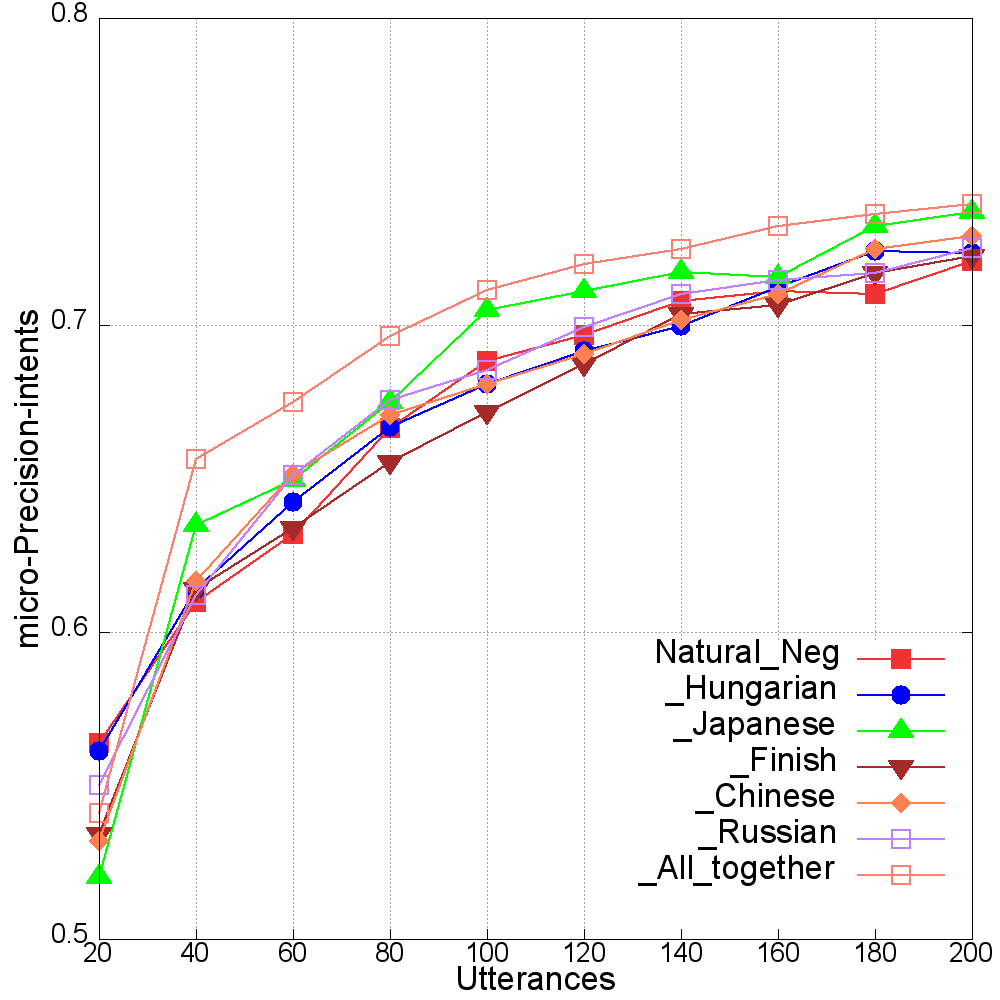 0.8
0.7
0.6
0.5
micro-Precision-intents
Natural_Neg
_Hungarian
_Japanese
_Finish
_Chinese
_Russian
_All_together
20 40 60 80 100 120 140 160 180 200
Utterances